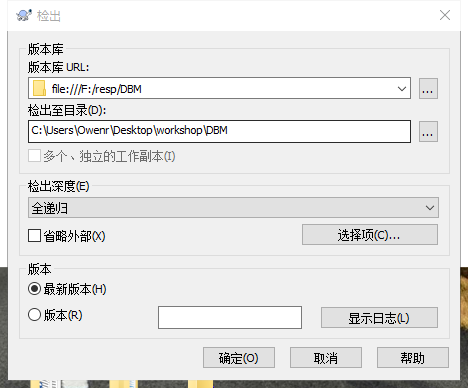 检出
版本库
版本库 URL:
file:///F:/resp/DBM
...
检出至目录(D):
C:\Users\Owenr\Desktop\workshop\DBM
...
多个、独立的工作副本(I)
检出深度(E)
全递归
省略外部(X)
选择项(C)...
版本
最新版本(H)
版本(R)
显示日志(L)
确定(O)
取消
帮助